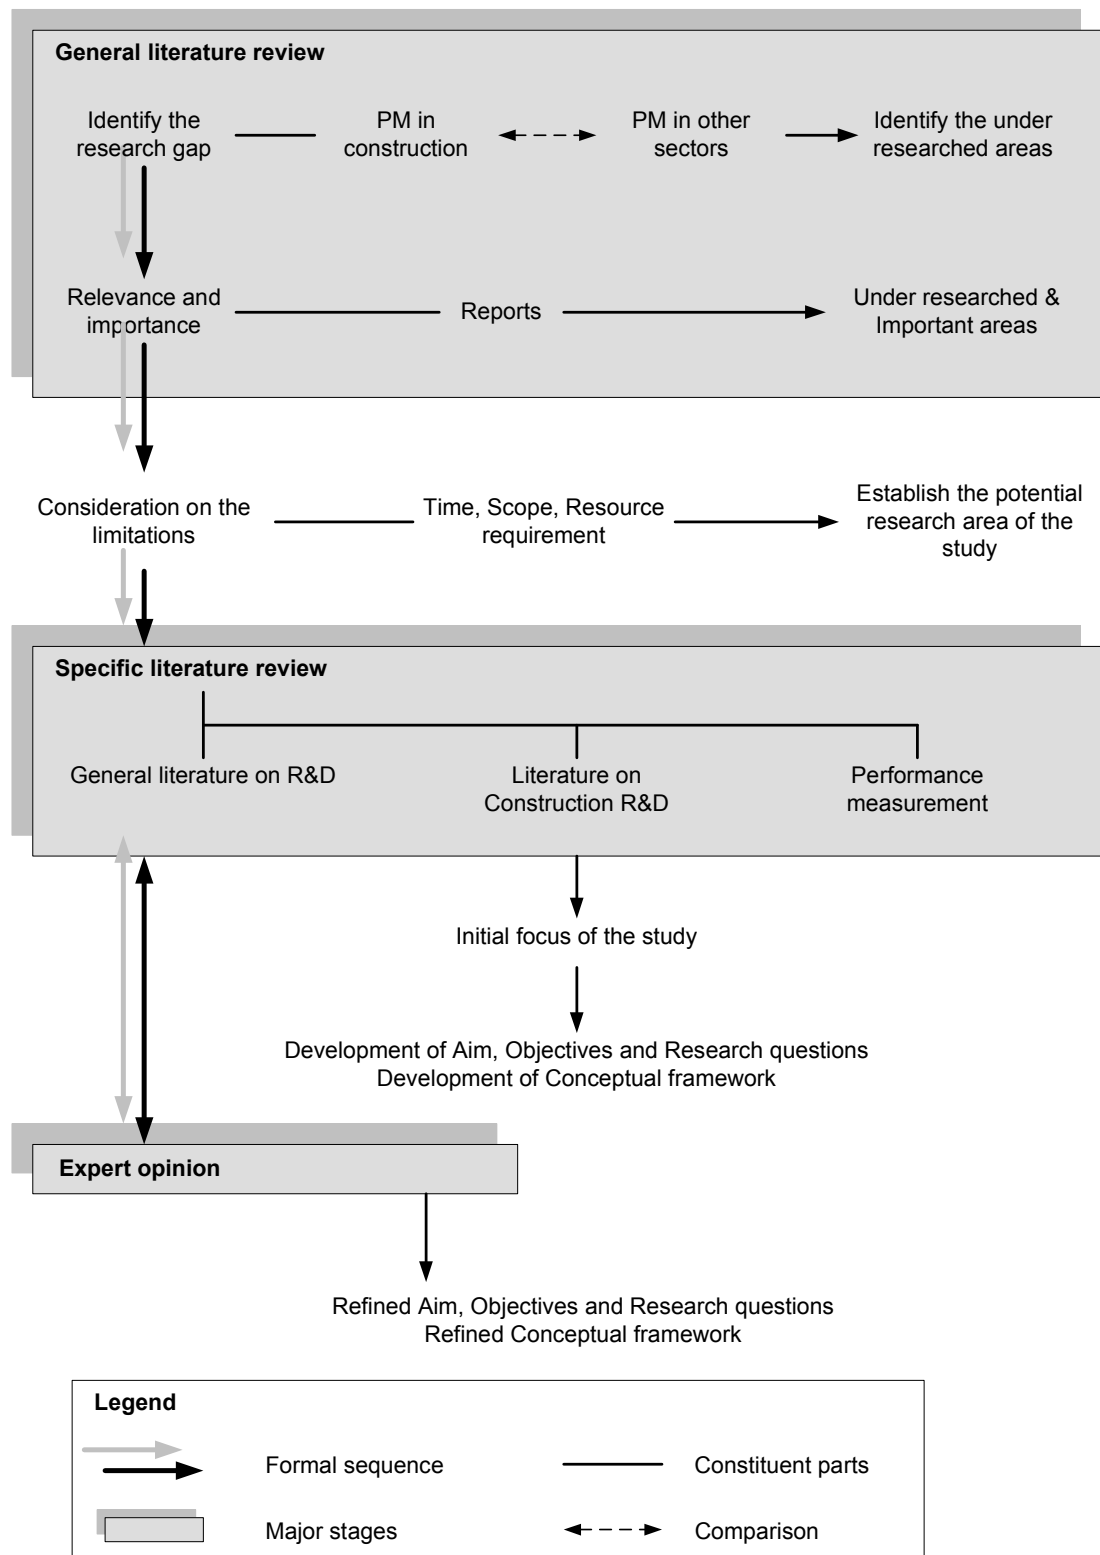 General literature review
Identify the
research gap
PM in
construction
PM in other
sectors
Identify the under
researched areas
Relevance and
importance
Reports
Under researched &
Important areas
Consideration on the
limitations
Time, Scope, Resource
requirement
Establish the potential
research area of the
study
Specific literature review
General literature on R&D
Literature on
Construction R&D
Performance
measurement
Initial focus of the study
Development of Aim, Objectives and Research questions
Development of Conceptual framework
Expert opinion
Refined Aim, Objectives and Research questions
Refined Conceptual framework
Legend
Formal sequence
Constituent parts
Major stages
Comparison